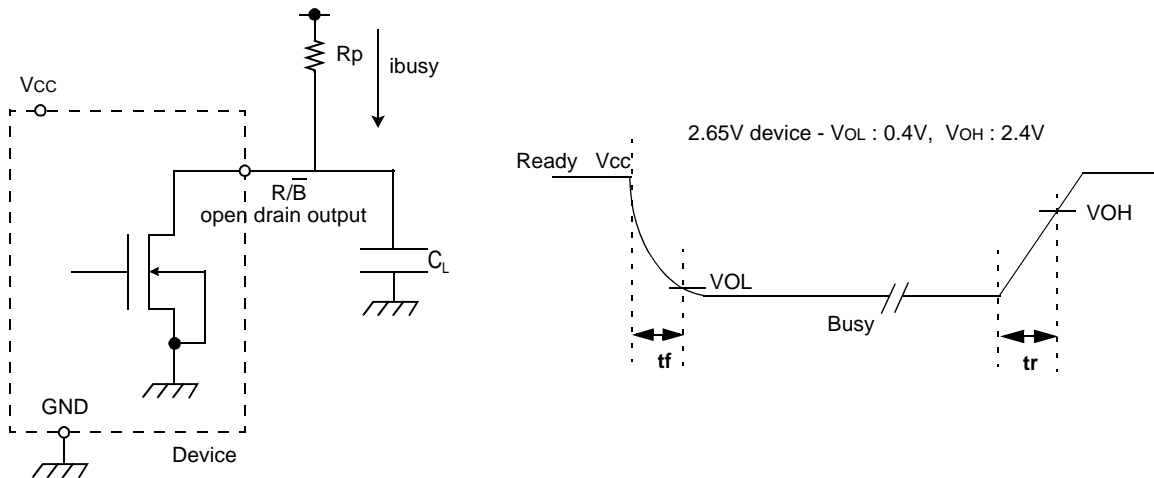 Rp
ibusy
VCC
R/B̅
open drain output
CL
GND
Device
2.65V device - VOL : 0.4V, VOH : 2.4V
Ready Vcc
VOH
VOL
Busy
tf
tr